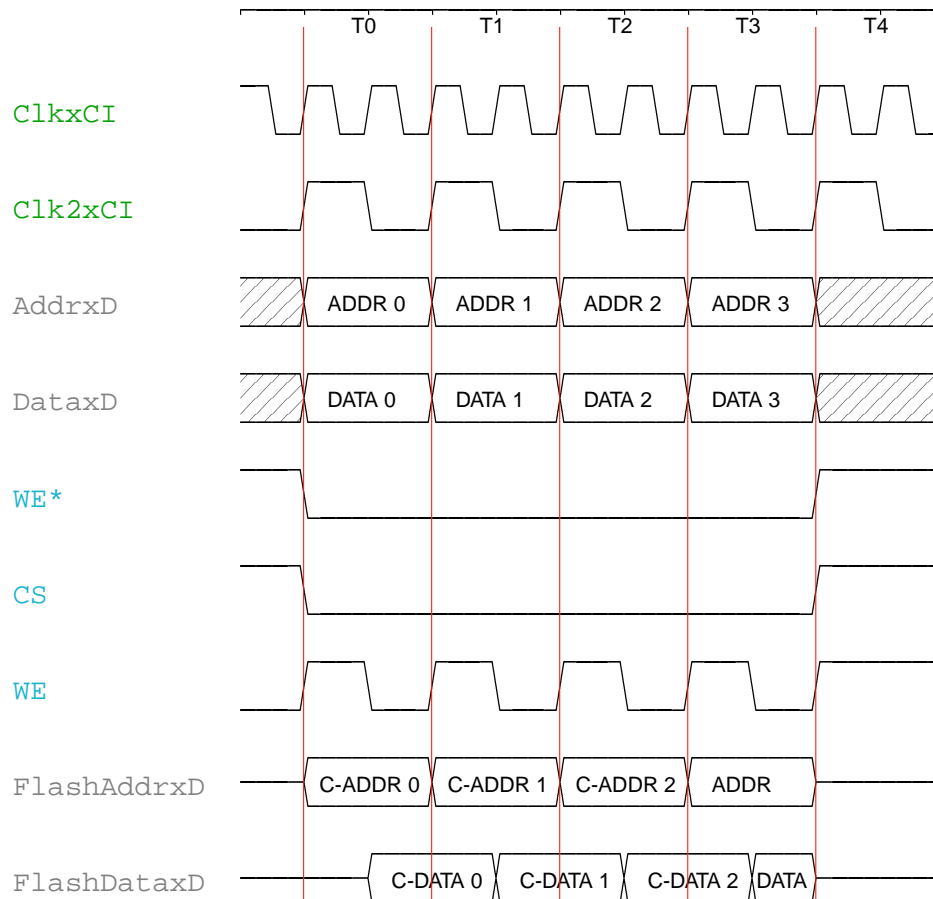 T0 T1 T2 T3 T4
ClkxCI
Clk2xCI
AddrxD ADDR 0 ADDR 1 ADDR 2 ADDR 3
DataxD DATA 0 DATA 1 DATA 2 DATA 3
WE*
CS
WE
FlashAddrxD C-ADDR 0 C-ADDR 1 C-ADDR 2 ADDR
FlashDataxD C-DATA 0 C-DATA 1 C-DATA 2 DATA